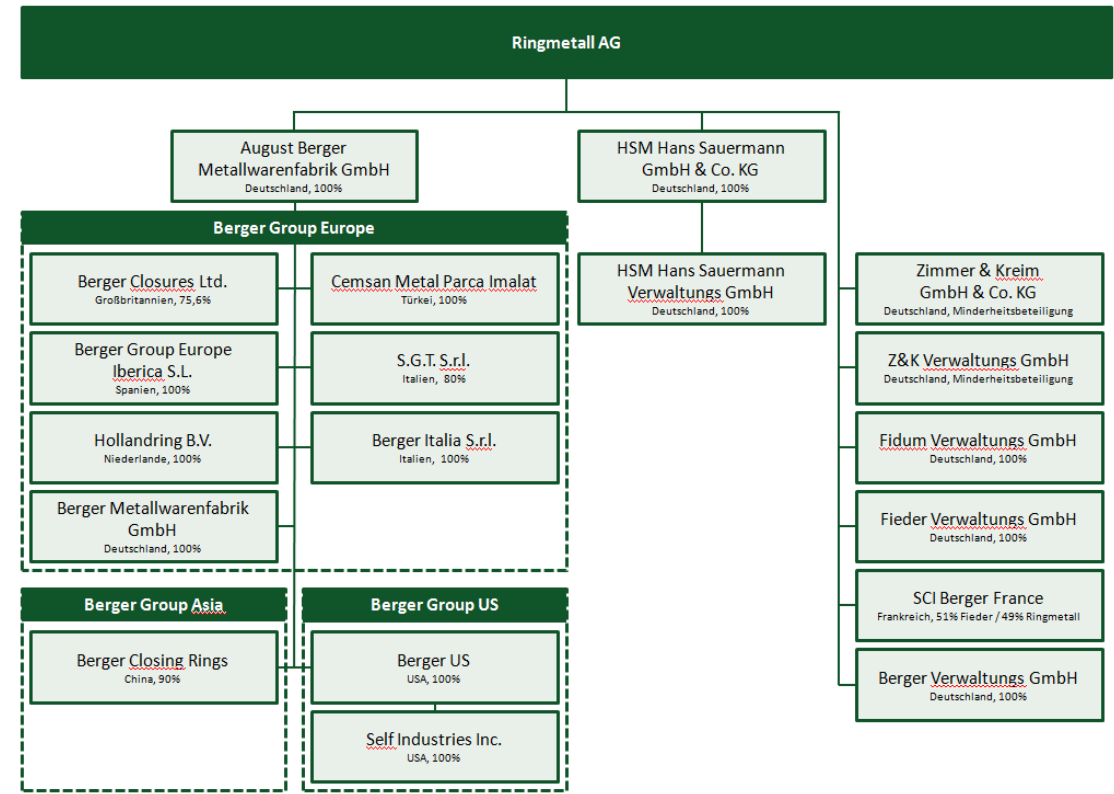 Ringmetall AG
August Berger
Metallwarenfabrik GmbH
Deutschland, 100%
HSM Hans Sauermann
GmbH & Co. KG
Deutschland, 100%
Berger Group Europe
Berger Closures Ltd.
Großbritannien, 75,6%
Cemsan Metal Parca Imalat
Türkei, 100%
HSM Hans Sauermann
Verwaltungs GmbH
Deutschland, 100%
Zimmer & Kreim
GmbH & Co. KG
Deutschland, Minderheitsbeteiligung
Berger Group Europe
Iberica S.L.
Spanien, 100%
S.G.T. S.r.l.
Italien, 80%
Z&K Verwaltungs GmbH
Deutschland, Minderheitsbeteiligung
Hollandring B.V.
Niederlande, 100%
Berger Italia S.r.l.
Italien, 100%
Fidum Verwaltungs GmbH
Deutschland, 100%
Berger Metallwarenfabrik
GmbH
Deutschland, 100%
Fieder Verwaltungs GmbH
Deutschland, 100%
Berger Group Asia
Berger Group US
SCI Berger France
Frankreich, 51% Fieder / 49% Ringmetall
Berger Closing Rings
China, 90%
Berger US
USA, 100%
Berger Verwaltungs GmbH
Deutschland, 100%
Self Industries Inc.
USA, 100%